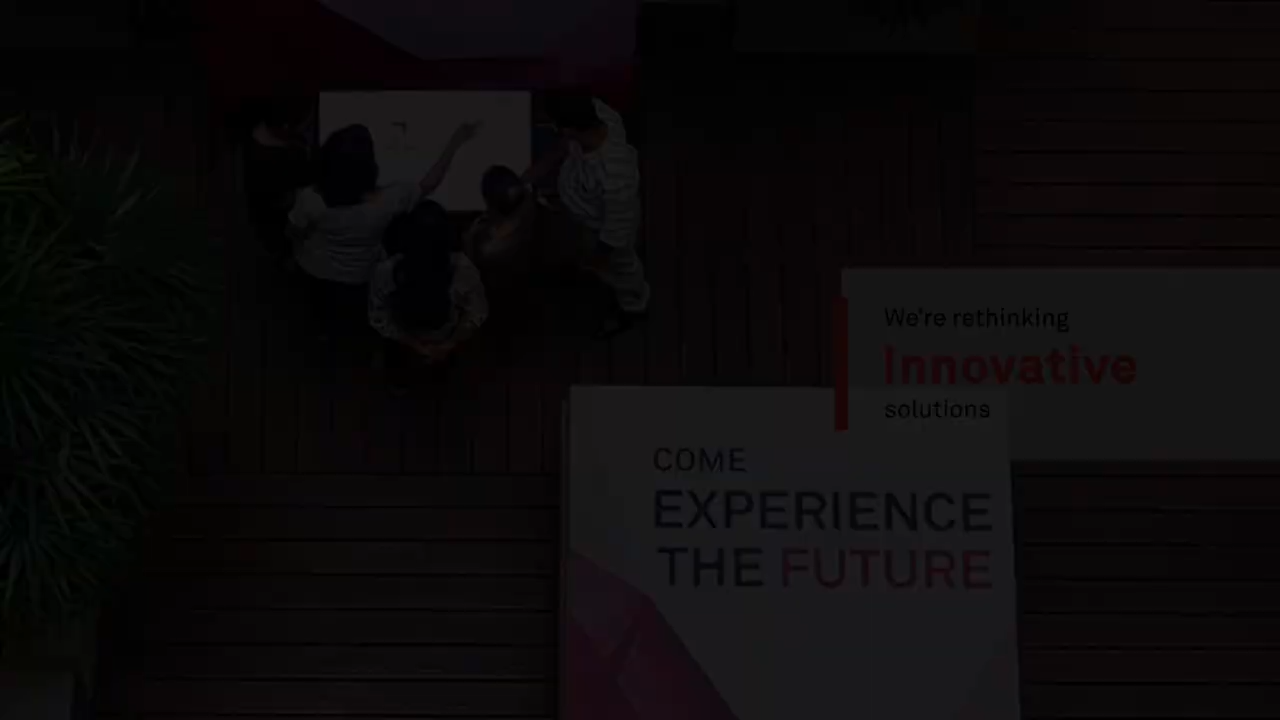 We're rethinking
Innovative
solutions
COME
EXPERIENCE
THE FUTURE